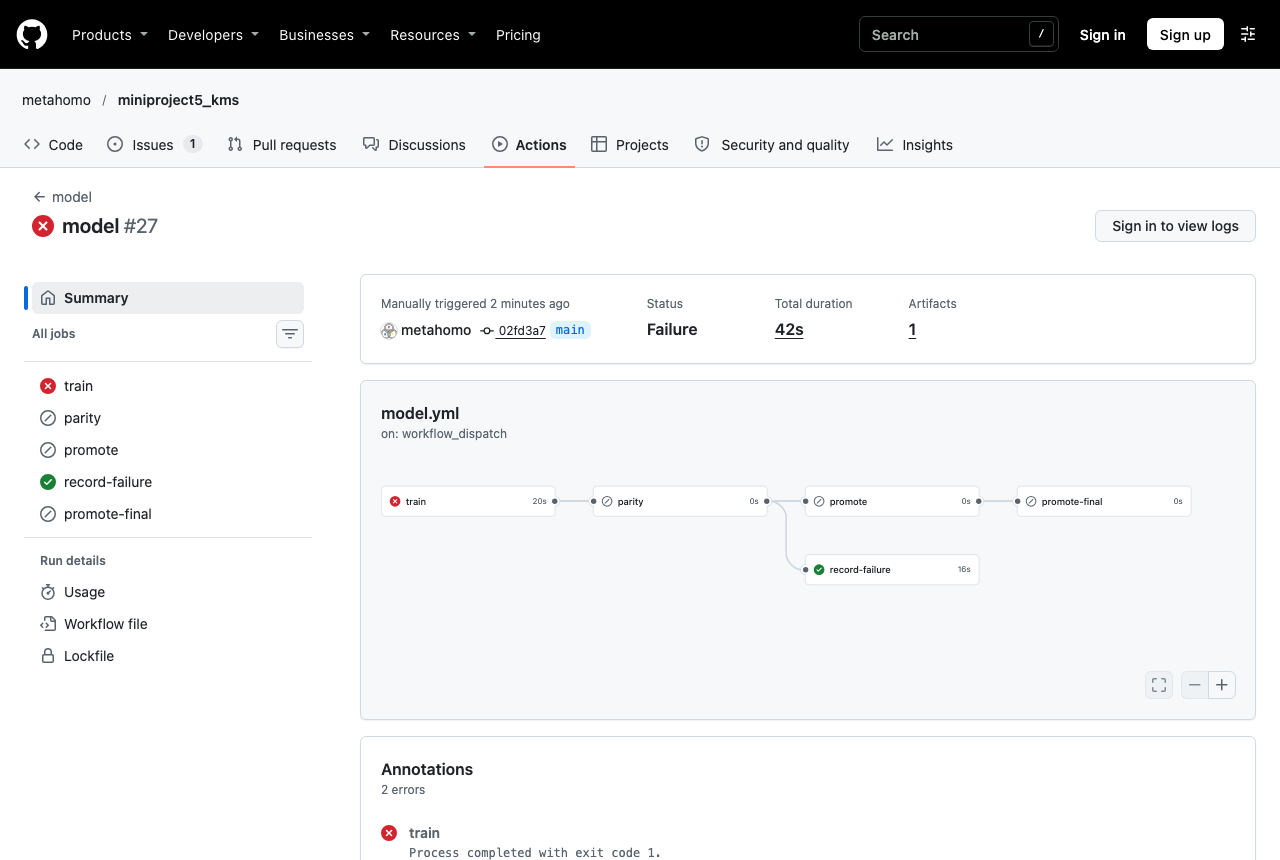 Products Developers Businesses Resources Pricing Search / Sign in Sign up
metahomo / miniproject5_kms
Code Issues 1 Pull requests Discussions Actions Projects Security and quality Insights
← model
model #27
Sign in to view logs
Summary
All jobs
train
parity
promote
record-failure
promote-final
Run details
Usage
Workflow file
Lockfile
Manually triggered 2 minutes ago Status Total duration Artifacts
metahomo 02fd3a7 main Failure 42s 1
model.yml
on: workflow_dispatch
train 20s parity 0s promote 0s promote-final 0s
record-failure 16s
Annotations
2 errors
train
Process completed with exit code 1.